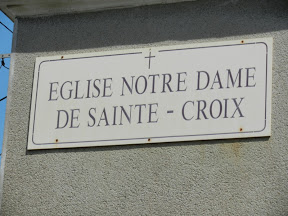 EGLISE NOTRE DAME
DE SAINTE - CROIX